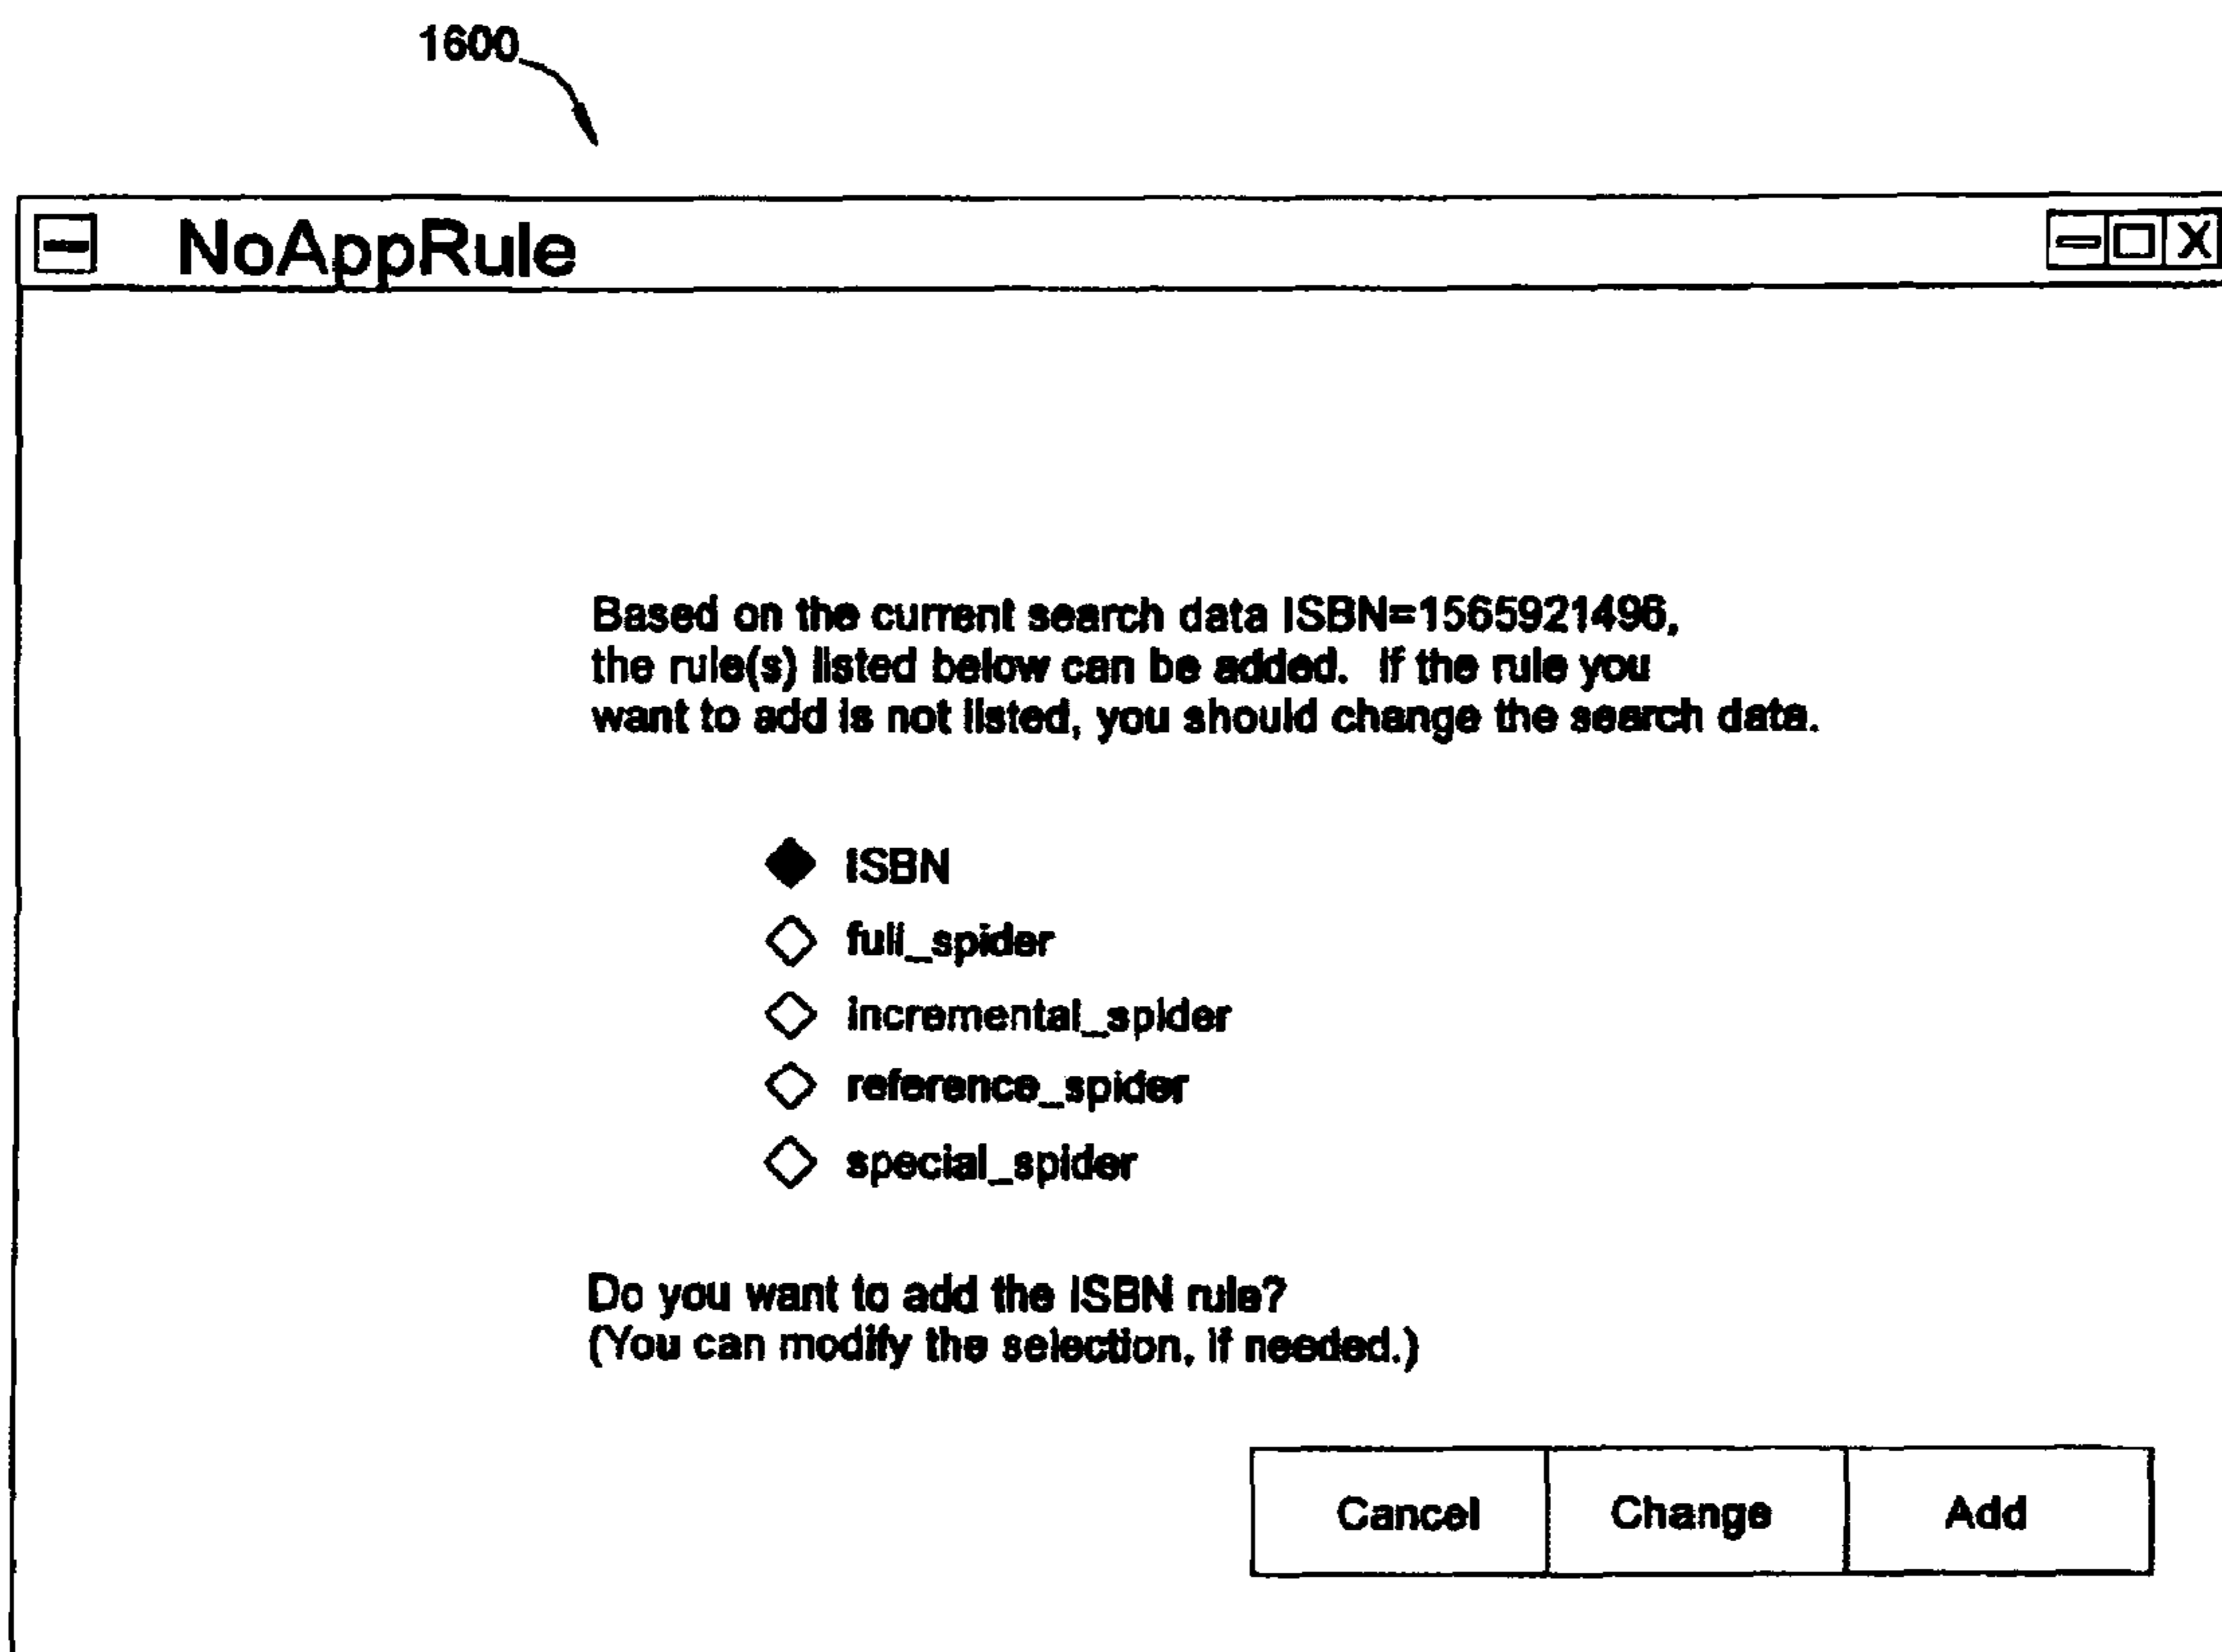 1600
NoAppRule
Based on the current search data ISBN=1565921496,
the rule(s) listed below can be added. If the rule you
want to add is not listed, you should change the search data.
ISBN
full_spider
incremental_spider
reference_spider
special_spider
Do you want to add the ISBN rule?
(You can modify the selection, if needed.)
Cancel Change Add